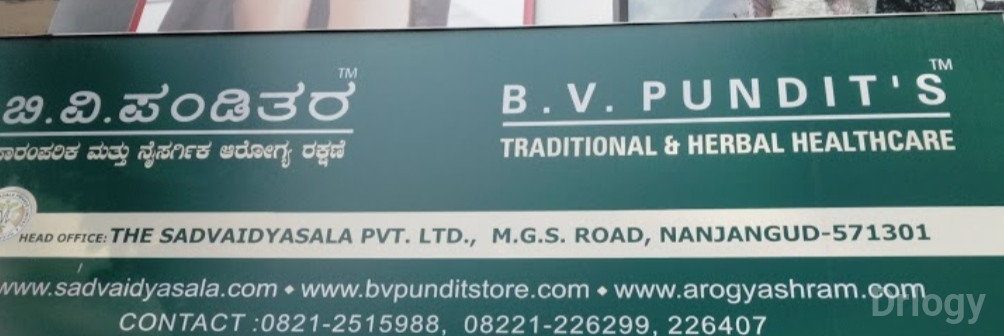 ಬಿ.ವಿ.ಪಂಡಿತರ™
B.V. PUNDIT'S™
ಮತ್ತು ನೈಸರ್ಗಿಕ ಆರೋಗ್ಯ ರಕ್ಷಣೆ
TRADITIONAL & HERBAL HEALTHCARE
HEAD OFFICE: THE SADVAIDYASALA PVT. LTD., M.G.S. ROAD, NANJANGUD-571301
www.sadvaidyasala.com ⬥ www.bvpunditstore.com ⬥ www.arogyashram.com
CONTACT :0821-2515988, 08221-226299, 226407
Drlogy